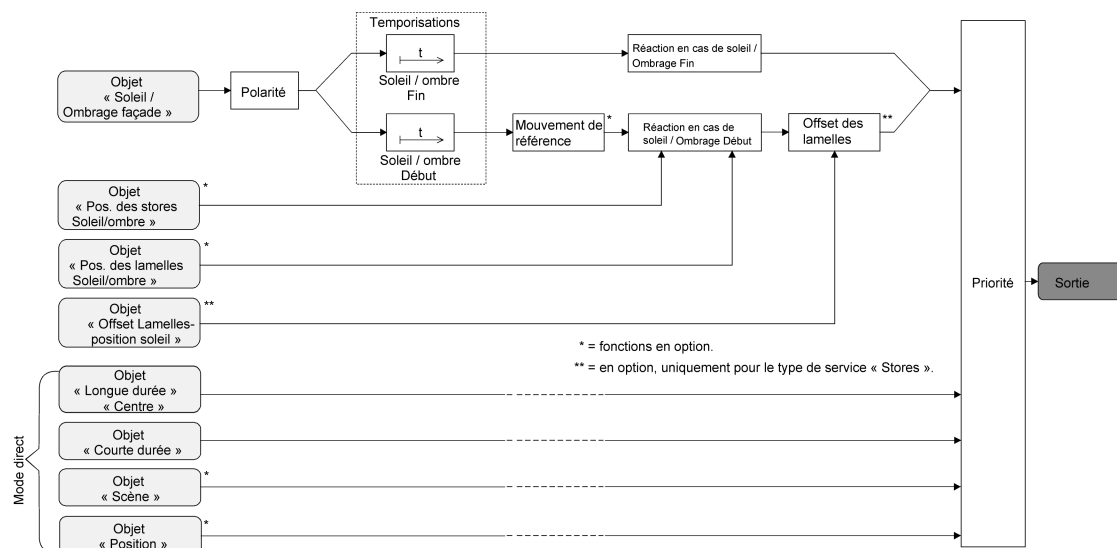 Temporisations
t
Soleil / ombre
Fin
Réaction en cas de soleil /
Ombrage Fin
Objet
« Soleil /
Ombrage façade »
Polarité
t
Soleil / ombre
Début
Mouvement de
référence
*
Réaction en cas de
soleil / Ombrage Début
Offset des
lamelles
**
Objet
« Pos. des stores
Soleil/ombre »
*
Objet
« Pos. des lamelles
Soleil/ombre »
*
Objet
« Offset Lamelles-
position soleil »
**
Priorité
Sortie
* = fonctions en option.
** = en option, uniquement pour le type de service « Stores ».
Mode direct
Objet
« Longue durée »
« Centre »
Objet
« Courte durée »
Objet
« Scène »
*
Objet
« Position »
*